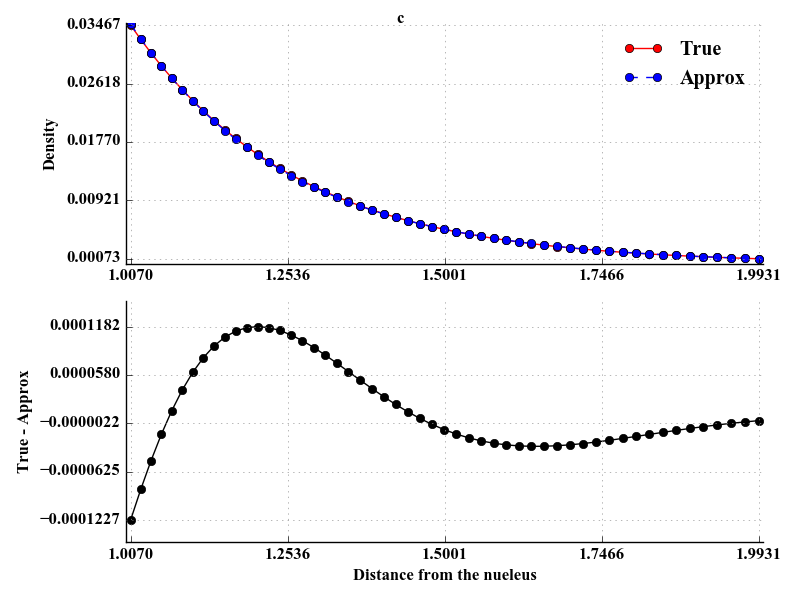 c
0.03467
0.02618
0.01770
0.00921
0.00073
Density
True
Approx
1.0070 1.2536 1.5001 1.7466 1.9931
0.0001182
0.0000580
−0.0000022
−0.0000625
−0.0001227
True - Approx
1.0070 1.2536 1.5001 1.7466 1.9931
Distance from the nueleus